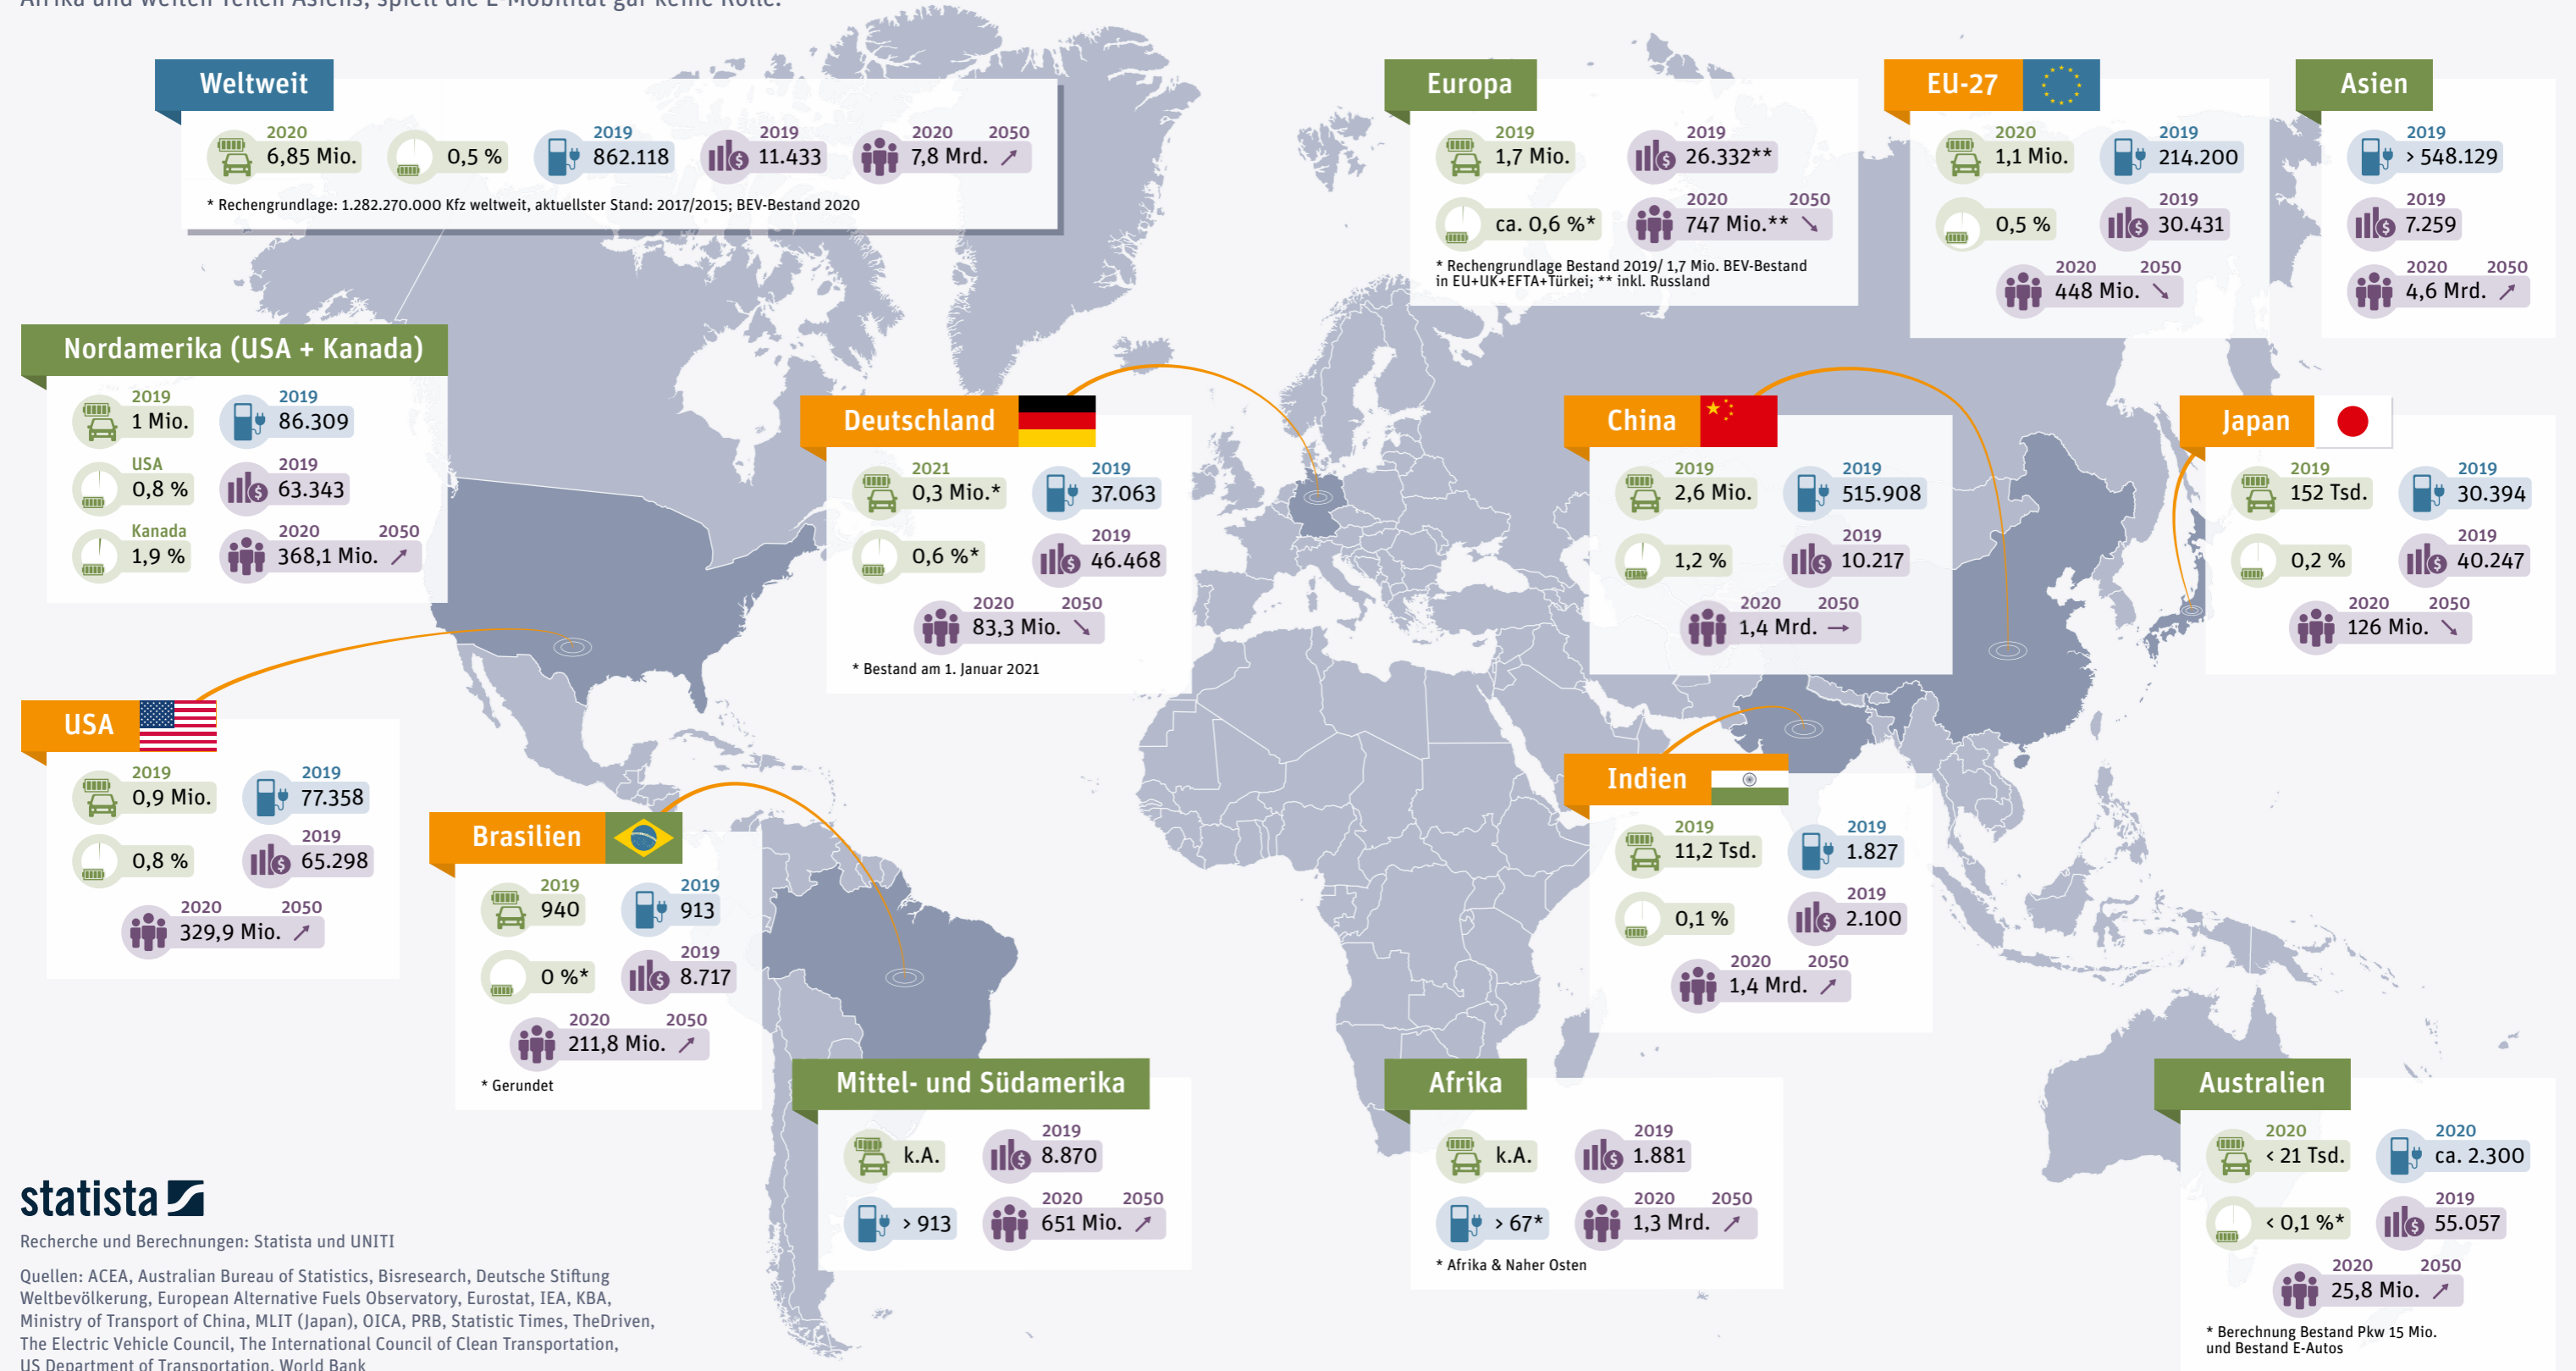 Afrika und weiten Teilen Asiens, spielt die E-Mobilität gar keine Rolle.
Weltweit
2020
6,85 Mio.
0,5 %
2019
862.118
2019
11.433
2020 2050
7,8 Mrd. ↗
* Rechengrundlage: 1.282.270.000 Kfz weltweit, aktuellster Stand: 2017/2015; BEV-Bestand 2020
Europa
2019
1,7 Mio.
2019
26.332**
ca. 0,6 %*
2020 2050
747 Mio.** ↘
* Rechengrundlage Bestand 2019/ 1,7 Mio. BEV-Bestand
in EU+UK+EFTA+Türkei; ** inkl. Russland
EU-27
2020
1,1 Mio.
2019
214.200
0,5 %
2019
30.431
2020 2050
448 Mio. ↘
Asien
2019
> 548.129
2019
7.259
2020 2050
4,6 Mrd. ↗
Nordamerika (USA + Kanada)
2019
1 Mio.
2019
86.309
USA
0,8 %
2019
63.343
Kanada
1,9 %
2020 2050
368,1 Mio. ↗
Deutschland
2021
0,3 Mio.*
2019
37.063
0,6 %*
2019
46.468
2020 2050
83,3 Mio. ↘
* Bestand am 1. Januar 2021
China
2019
2,6 Mio.
2019
515.908
1,2 %
2019
10.217
2020 2050
1,4 Mrd. →
Japan
2019
152 Tsd.
2019
30.394
0,2 %
2019
40.247
2020 2050
126 Mio. ↘
USA
2019
0,9 Mio.
2019
77.358
0,8 %
2019
65.298
2020 2050
329,9 Mio. ↗
Brasilien
2019
940
2019
913
0 %*
2019
8.717
2020 2050
211,8 Mio. ↗
* Gerundet
Indien
2019
11,2 Tsd.
2019
1.827
0,1 %
2019
2.100
2020 2050
1,4 Mrd. ↗
Mittel- und Südamerika
k.A.
2019
8.870
> 913
2020 2050
651 Mio. ↗
Afrika
k.A.
2019
1.881
> 67*
2020 2050
1,3 Mrd. ↗
* Afrika & Naher Osten
Australien
2020
< 21 Tsd.
2020
ca. 2.300
< 0,1 %*
2019
55.057
2020 2050
25,8 Mio. ↗
* Berechnung Bestand Pkw 15 Mio.
und Bestand E-Autos
statista
Recherche und Berechnungen: Statista und UNITI
Quellen: ACEA, Australian Bureau of Statistics, Bisresearch, Deutsche Stiftung
Weltbevölkerung, European Alternative Fuels Observatory, Eurostat, IEA, KBA,
Ministry of Transport of China, MLIT (Japan), OICA, PRB, Statistic Times, TheDriven,
The Electric Vehicle Council, The International Council of Clean Transportation,
US Department of Transportation, World Bank